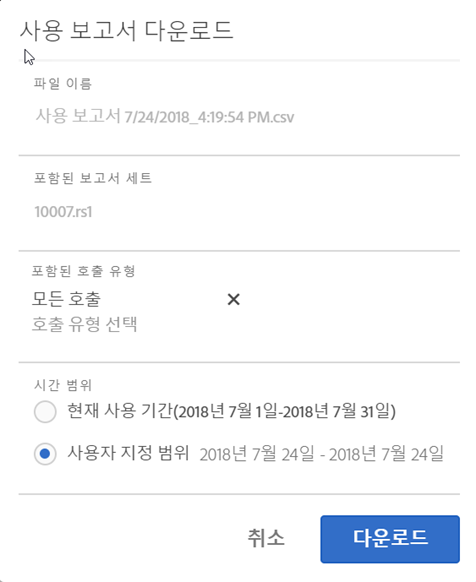 사용 보고서 다운로드
파일 이름
사용 보고서 7/24/2018_4:19:54 PM.csv
포함된 보고서 세트
10007.rs1
포함된 호출 유형
모든 호출
호출 유형 선택
시간 범위
현재 사용 기간(2018년 7월 1일-2018년 7월 31일)
사용자 지정 범위 2018년 7월 24일 - 2018년 7월 24일
취소 다운로드